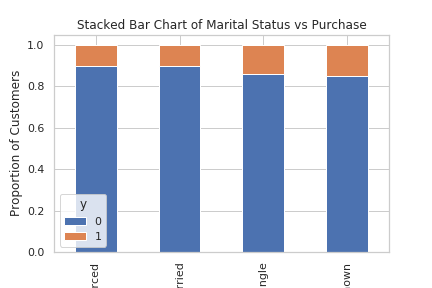 Stacked Bar Chart of Marital Status vs Purchase
Proportion of Customers
1.0
0.8
0.6
0.4
0.2
0.0
y
0
1
rced
rried
ngle
nown